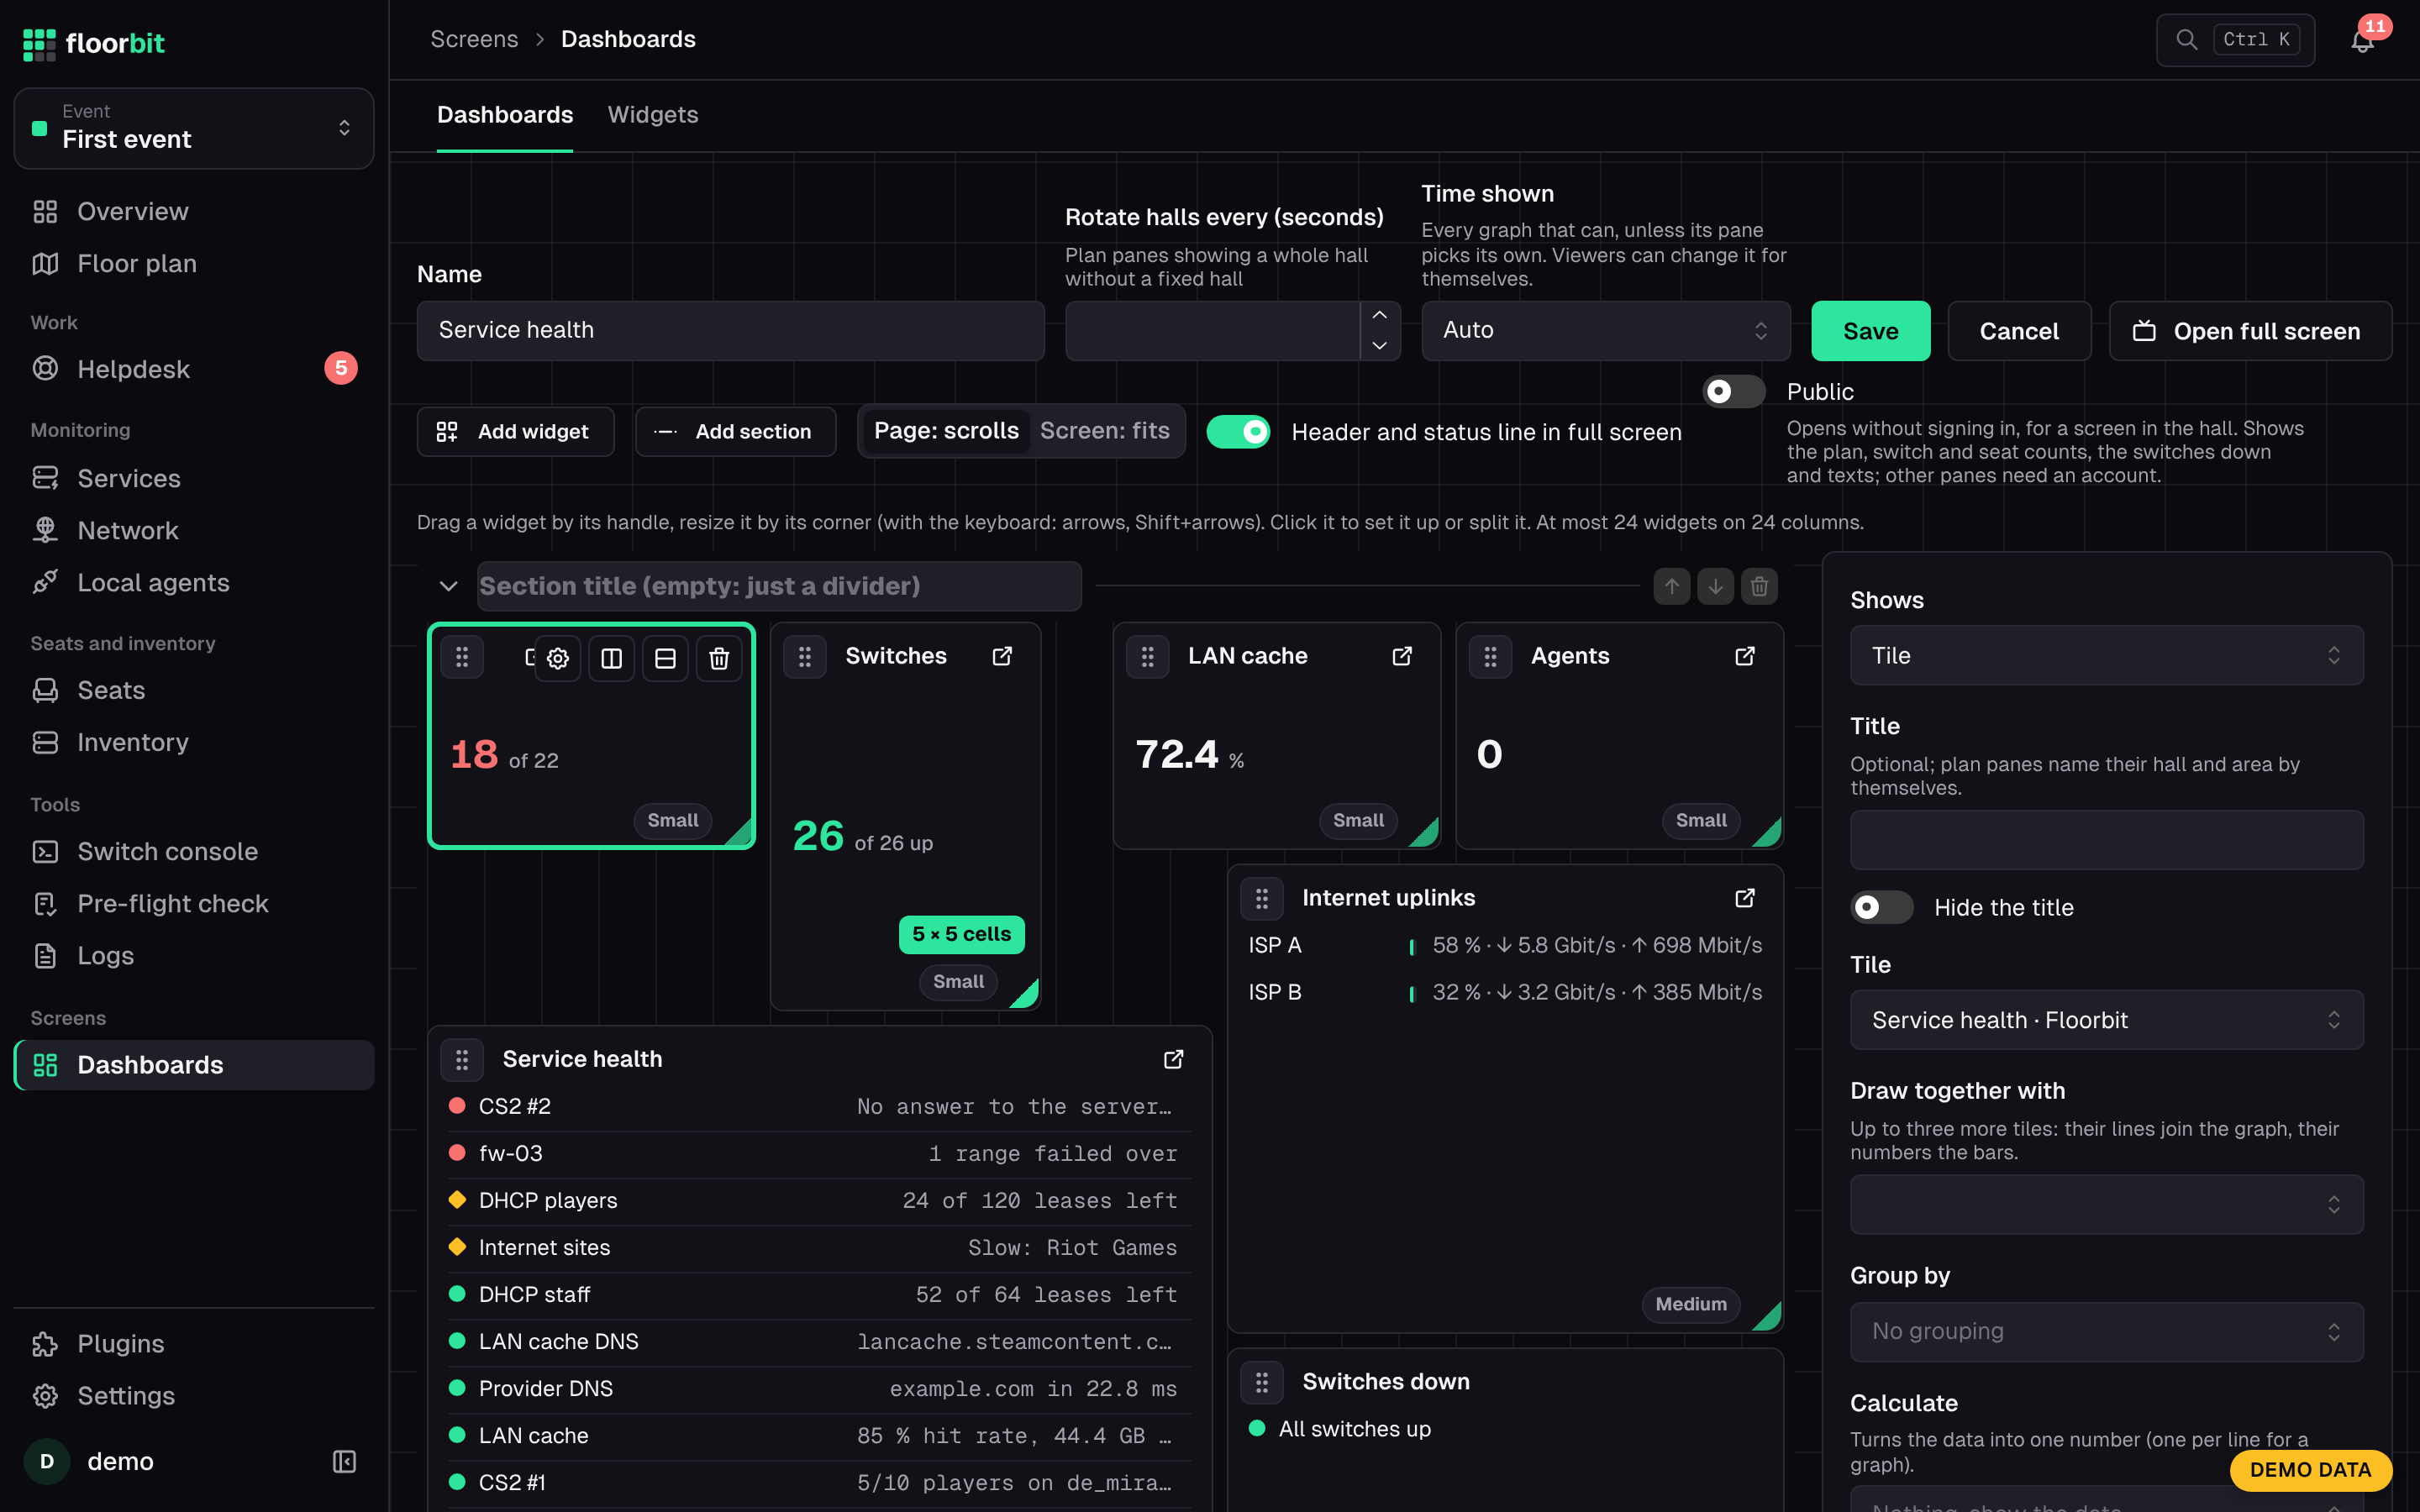 floorbit
Event
First event
Overview
Floor plan
Work
Helpdesk
5
Monitoring
Services
Network
Local agents
Seats and inventory
Seats
Inventory
Tools
Switch console
Pre-flight check
Logs
Screens
Dashboards
Plugins
Settings
D
demo
Screens
Dashboards
Ctrl K
11
Dashboards
Widgets
Name
Service health
Rotate halls every (seconds)
Plan panes showing a whole hall
without a fixed hall
Time shown
Every graph that can, unless its pane
picks its own. Viewers can change it for
themselves.
Auto
Save
Cancel
Open full screen
Add widget
Add section
Page: scrolls
Screen: fits
Header and status line in full screen
Public
Opens without signing in, for a screen in the hall. Shows
the plan, switch and seat counts, the switches down
and texts; other panes need an account.
Drag a widget by its handle, resize it by its corner (with the keyboard: arrows, Shift+arrows). Click it to set it up or split it. At most 24 widgets on 24 columns.
Section title (empty: just a divider)
18 of 22
Small
Switches
26 of 26 up
5 × 5 cells
Small
LAN cache
72.4 %
Small
Agents
0
Small
Service health
CS2 #2 No answer to the server…
fw-03 1 range failed over
DHCP players 24 of 120 leases left
Internet sites Slow: Riot Games
DHCP staff 52 of 64 leases left
LAN cache DNS lancache.steamcontent.c…
Provider DNS example.com in 22.8 ms
LAN cache 85 % hit rate, 44.4 GB …
CS2 #1 5/10 players on de_mira…
Internet uplinks
ISP A 58 % · ↓ 5.8 Gbit/s · ↑ 698 Mbit/s
ISP B 32 % · ↓ 3.2 Gbit/s · ↑ 385 Mbit/s
Medium
Switches down
All switches up
Shows
Tile
Title
Optional; plan panes name their hall and area by
themselves.
Hide the title
Tile
Service health · Floorbit
Draw together with
Up to three more tiles: their lines join the graph, their
numbers the bars.
Group by
No grouping
Calculate
Turns the data into one number (one per line for a
graph).
Nothing, show the data
DEMO DATA